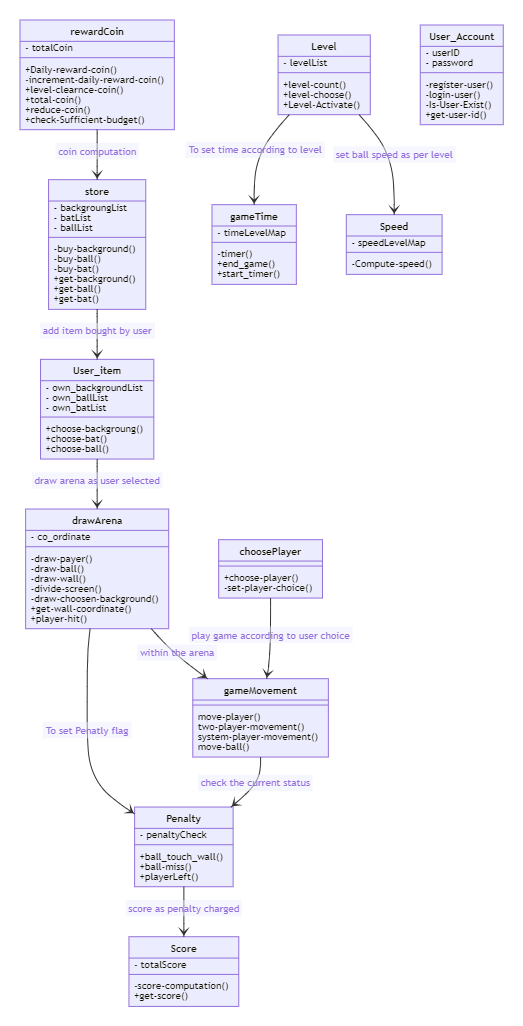 rewardCoin
- totalCoin
+Daily-reward-coin()
-increment-daily-reward-coin()
+level-clearnce-coin()
+total-coin()
+reduce-coin()
+check-Sufficient-budget()
Level
- levelList
+level-count()
+level-choose()
+Level-Activate()
User_Account
- userID
- password
-register-user()
-login-user()
-Is-User-Exist()
+get-user-id()
coin computation
To set time according to level
set ball speed as per level
store
- backgroungList
- batList
- ballList
-buy-background()
-buy-ball()
-buy-bat()
+get-background()
+get-ball()
+get-bat()
gameTime
- timeLevelMap
-timer()
+end_game()
+start_timer()
Speed
- speedLevelMap
-Compute-speed()
add item bought by user
User_item
- own_backgroundList
- own_ballList
- own_batList
+choose-backgroung()
+choose-bat()
+choose-ball()
draw arena as user selected
drawArena
- co_ordinate
-draw-payer()
-draw-ball()
-draw-wall()
-divide-screen()
-draw-choosen-background()
+get-wall-coordinate()
+player-hit()
choosePlayer
+choose-player()
-set-player-choice()
play game according to user choice
within the arena
gameMovement
move-player()
two-player-movement()
system-player-movement()
move-ball()
To set Penatly flag
check the current status
Penalty
- penaltyCheck
+ball_touch_wall()
+ball-miss()
+playerLeft()
score as penalty charged
Score
- totalScore
-score-computation()
+get-score()